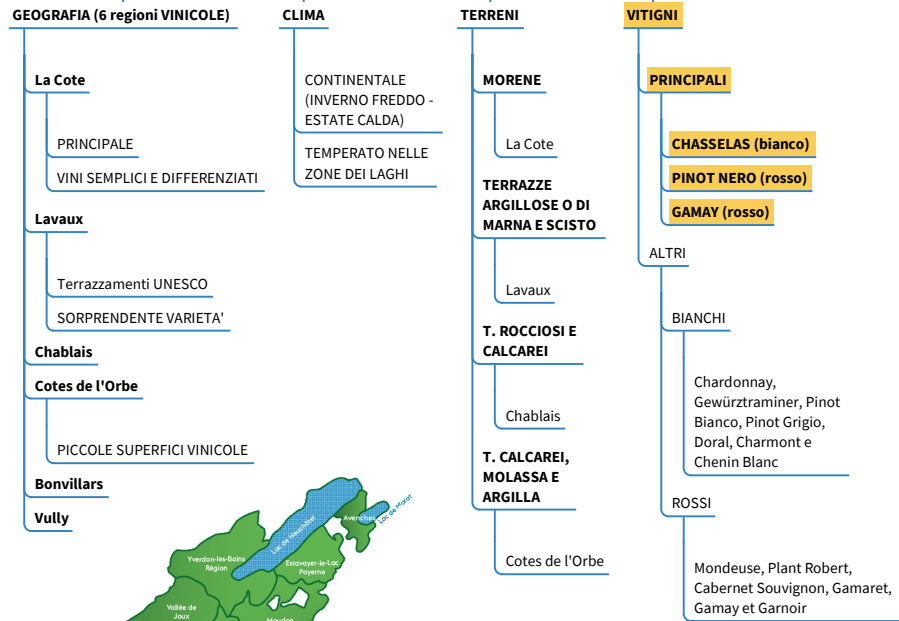 GEOGRAFIA (6 regioni VINICOLE)
La Cote
PRINCIPALE
VINI SEMPLICI E DIFFERENZIATI
Lavaux
Terrazzamenti UNESCO
SORPRENDENTE VARIETA'
Chablais
Cotes de l'Orbe
PICCOLE SUPERFICI VINICOLE
Bonvillars
Vully
CLIMA
CONTINENTALE
(INVERNO FREDDO -
ESTATE CALDA)
TEMPERATO NELLE
ZONE DEI LAGHI
TERRENI
MORENE
La Cote
TERRAZZE
ARGILLOSE O DI
MARNA E SCISTO
Lavaux
T. ROCCIOSI E
CALCAREI
Chablais
T. CALCAREI,
MOLASSA E
ARGILLA
Cotes de l'Orbe
VITIGNI
PRINCIPALI
CHASSELAS (bianco)
PINOT NERO (rosso)
GAMAY (rosso)
ALTRI
BIANCHI
Chardonnay,
Gewürztraminer, Pinot
Bianco, Pinot Grigio,
Doral, Charmont e
Chenin Blanc
ROSSI
Mondeuse, Plant Robert,
Cabernet Souvignon, Gamaret,
Gamay et Garnoir
Lac de Neuchâtel
Avenches
Lac de Morat
Yverdon-les-Bains
Région
Estavayer-le-Lac
Payerne
Vallée de
Joux
Moudon